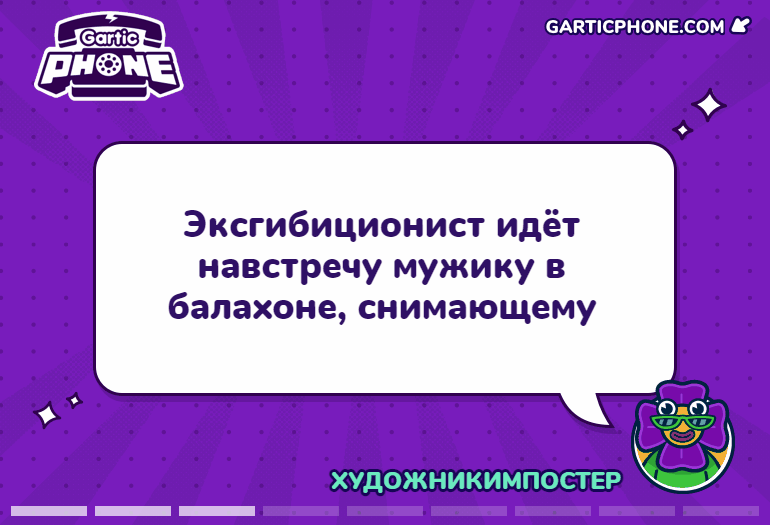 Gartic
PHONE
GARTICPHONE.COM
Эксгибиционист идёт
навстречу мужику в
балахоне, снимающему
ХУДОЖНИКИМПОСТЕР